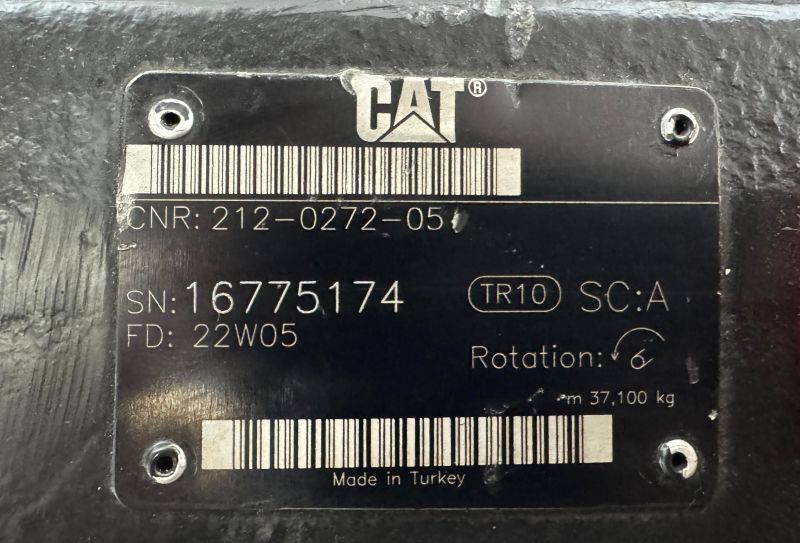 CAT®
CNR: 212-0272-05
SN: 16775174 TR10 SC:A
FD: 22W05
Rotation:
m 37,100 kg
Made in Turkey